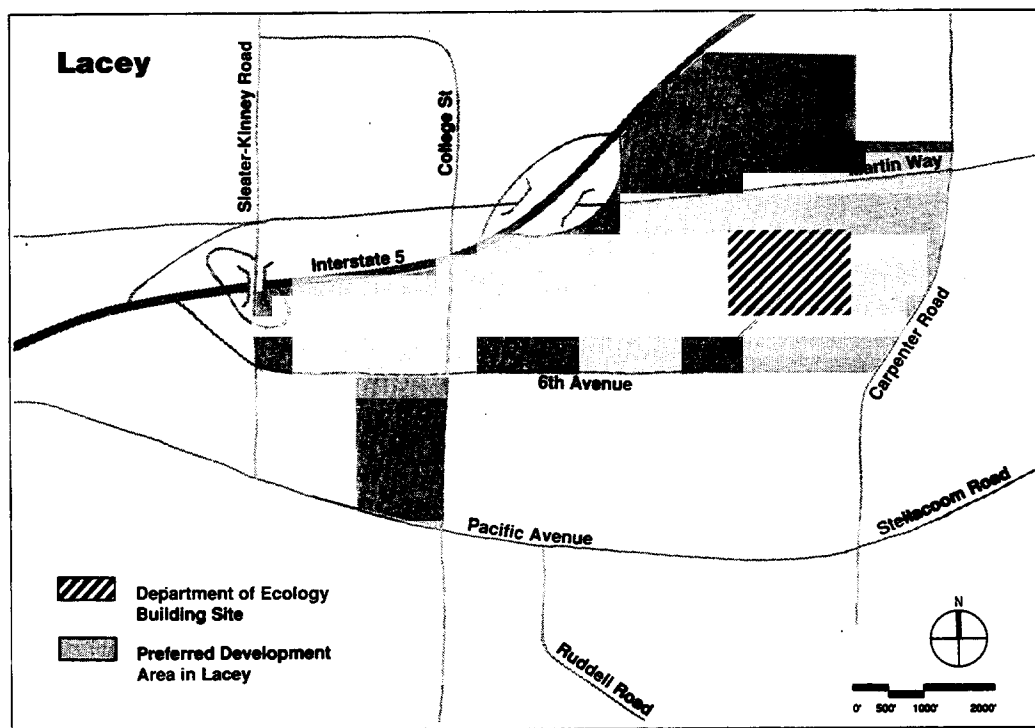 Lacey
Sleater-Kinney Road
College St
Martin Way
Interstate 5
Carpenter Road
6th Avenue
Pacific Avenue
Steilacoom Road
Ruddell Road
Department of Ecology
Building Site
Preferred Development
Area in Lacey
N
0' 500' 1000' 2000'